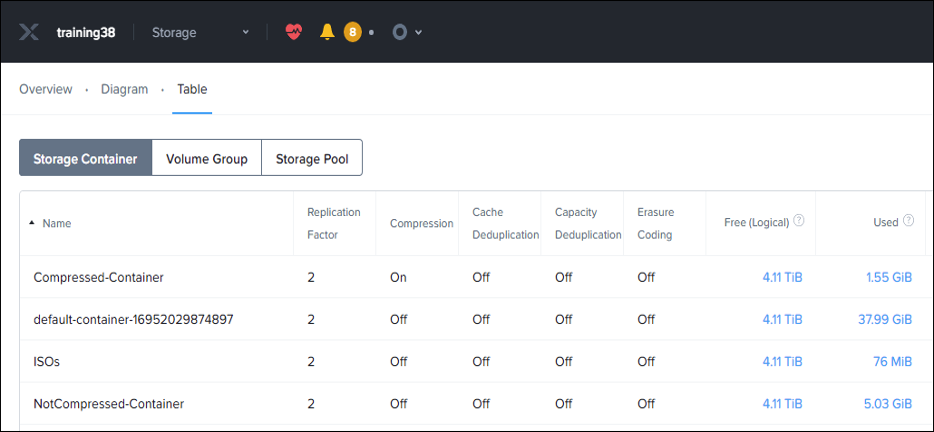 training38 Storage 8
Overview · Diagram · Table
Storage Container Volume Group Storage Pool
Name Replication Factor Compression Cache Deduplication Capacity Deduplication Erasure Coding Free (Logical) ? Used ?
Compressed-Container 2 On Off Off Off 4.11 TiB 1.55 GiB
default-container-16952029874897 2 Off Off Off Off 4.11 TiB 37.99 GiB
ISOs 2 Off Off Off Off 4.11 TiB 76 MiB
NotCompressed-Container 2 Off Off Off Off 4.11 TiB 5.03 GiB